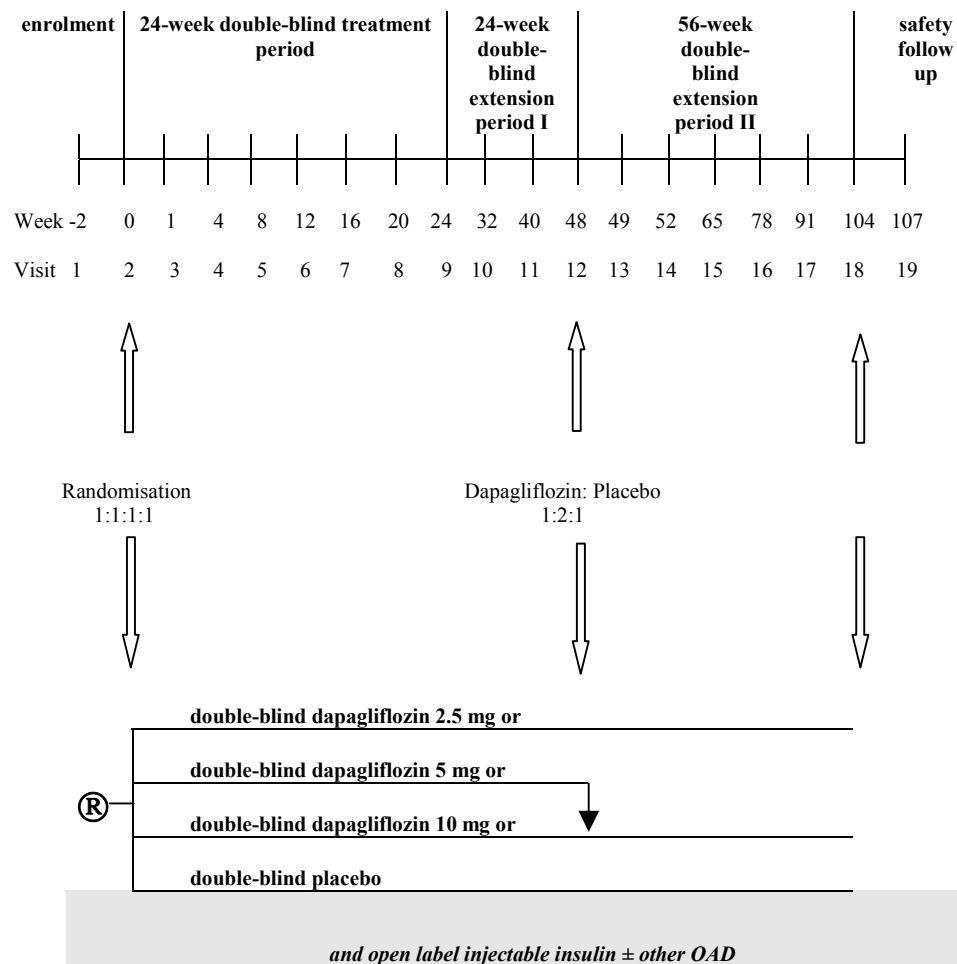 enrolment
24-week double-blind treatment
period
24-week
double-
blind
extension
period I
56-week
double-
blind
extension
period II
safety
follow
up
Week -2 0 1 4 8 12 16 20 24 32 40 48 49 52 65 78 91 104 107
Visit 1 2 3 4 5 6 7 8 9 10 11 12 13 14 15 16 17 18 19
Randomisation
1:1:1:1
Dapagliflozin: Placebo
1:2:1
double-blind dapagliflozin 2.5 mg or
double-blind dapagliflozin 5 mg or
®
double-blind dapagliflozin 10 mg or
double-blind placebo
and open label injectable insulin ± other OAD